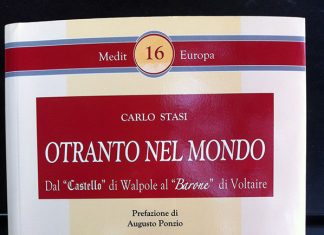 Medit 16 Europa
CARLO STASI
OTRANTO NEL MONDO
Dal "Castello" di Walpole al "Barone" di Voltaire
Prefazione di
Augusto Ponzio